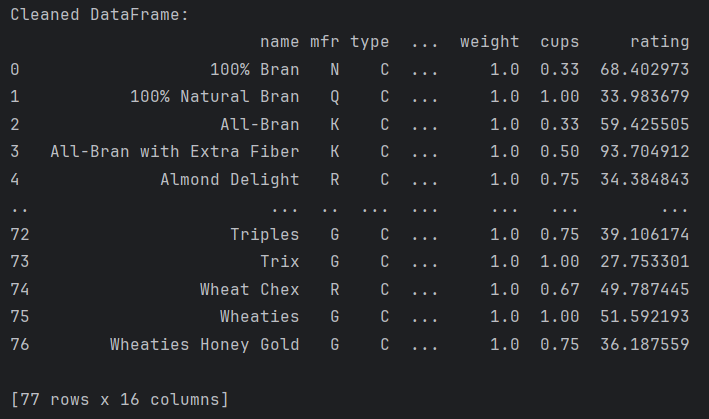 Cleaned DataFrame:
name mfr type ... weight cups rating
0 100% Bran N C ... 1.0 0.33 68.402973
1 100% Natural Bran Q C ... 1.0 1.00 33.983679
2 All-Bran K C ... 1.0 0.33 59.425505
3 All-Bran with Extra Fiber K C ... 1.0 0.50 93.704912
4 Almond Delight R C ... 1.0 0.75 34.384843
.. ... .. ... ... ... ... ...
72 Triples G C ... 1.0 0.75 39.106174
73 Trix G C ... 1.0 1.00 27.753301
74 Wheat Chex R C ... 1.0 0.67 49.787445
75 Wheaties G C ... 1.0 1.00 51.592193
76 Wheaties Honey Gold G C ... 1.0 0.75 36.187559
[77 rows x 16 columns]